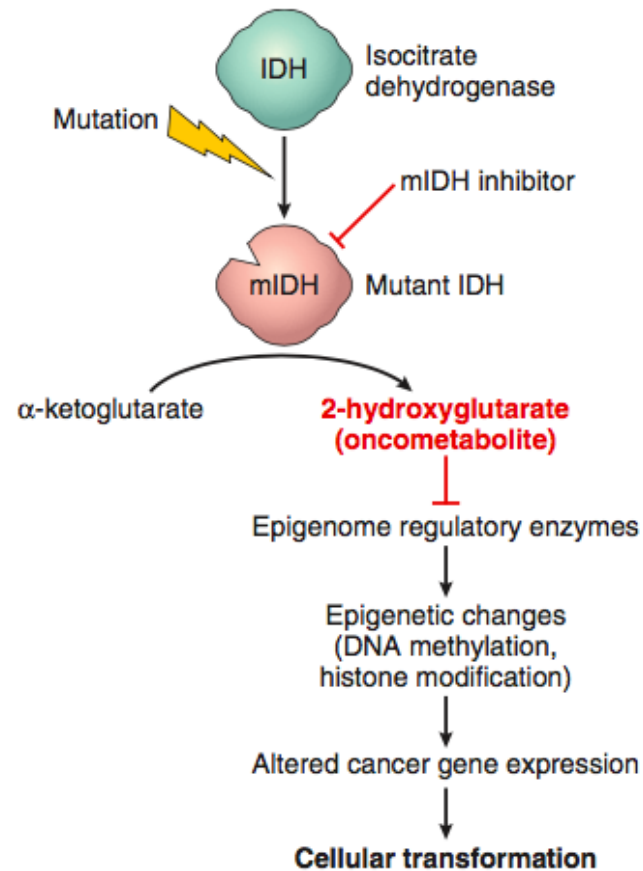 IDH
Isocitrate
dehydrogenase
Mutation
mIDH inhibitor
mIDH
Mutant IDH
α-ketoglutarate
2-hydroxyglutarate
(oncometabolite)
Epigenome regulatory enzymes
Epigenetic changes
(DNA methylation,
histone modification)
Altered cancer gene expression
Cellular transformation